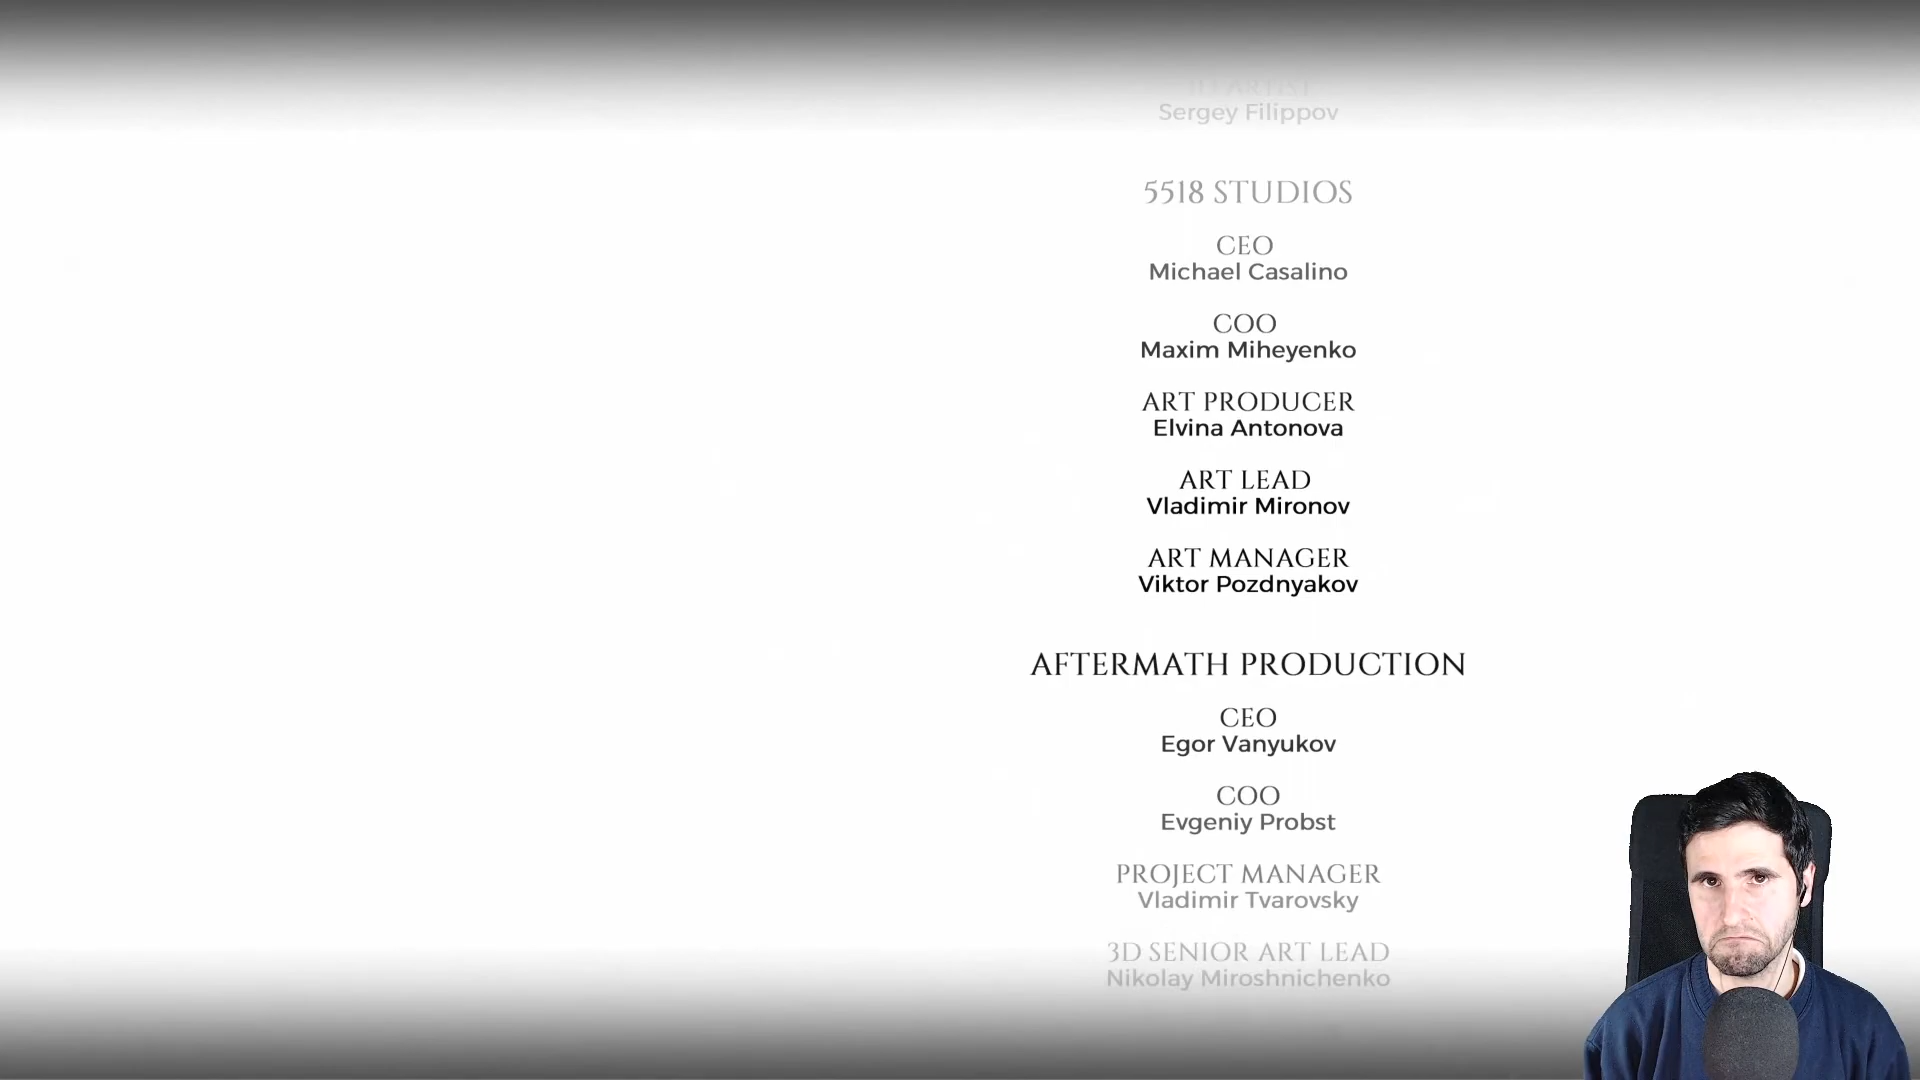 Sergey Filippov
5518 STUDIOS
CEO
Michael Casalino
COO
Maxim Miheyenko
ART PRODUCER
Elvina Antonova
ART LEAD
Vladimir Mironov
ART MANAGER
Viktor Pozdnyakov
AFTERMATH PRODUCTION
CEO
Egor Vanyukov
COO
Evgeniy Probst
PROJECT MANAGER
Vladimir Tvarovsky
3D SENIOR ART LEAD
Nikolay Miroshnichenko